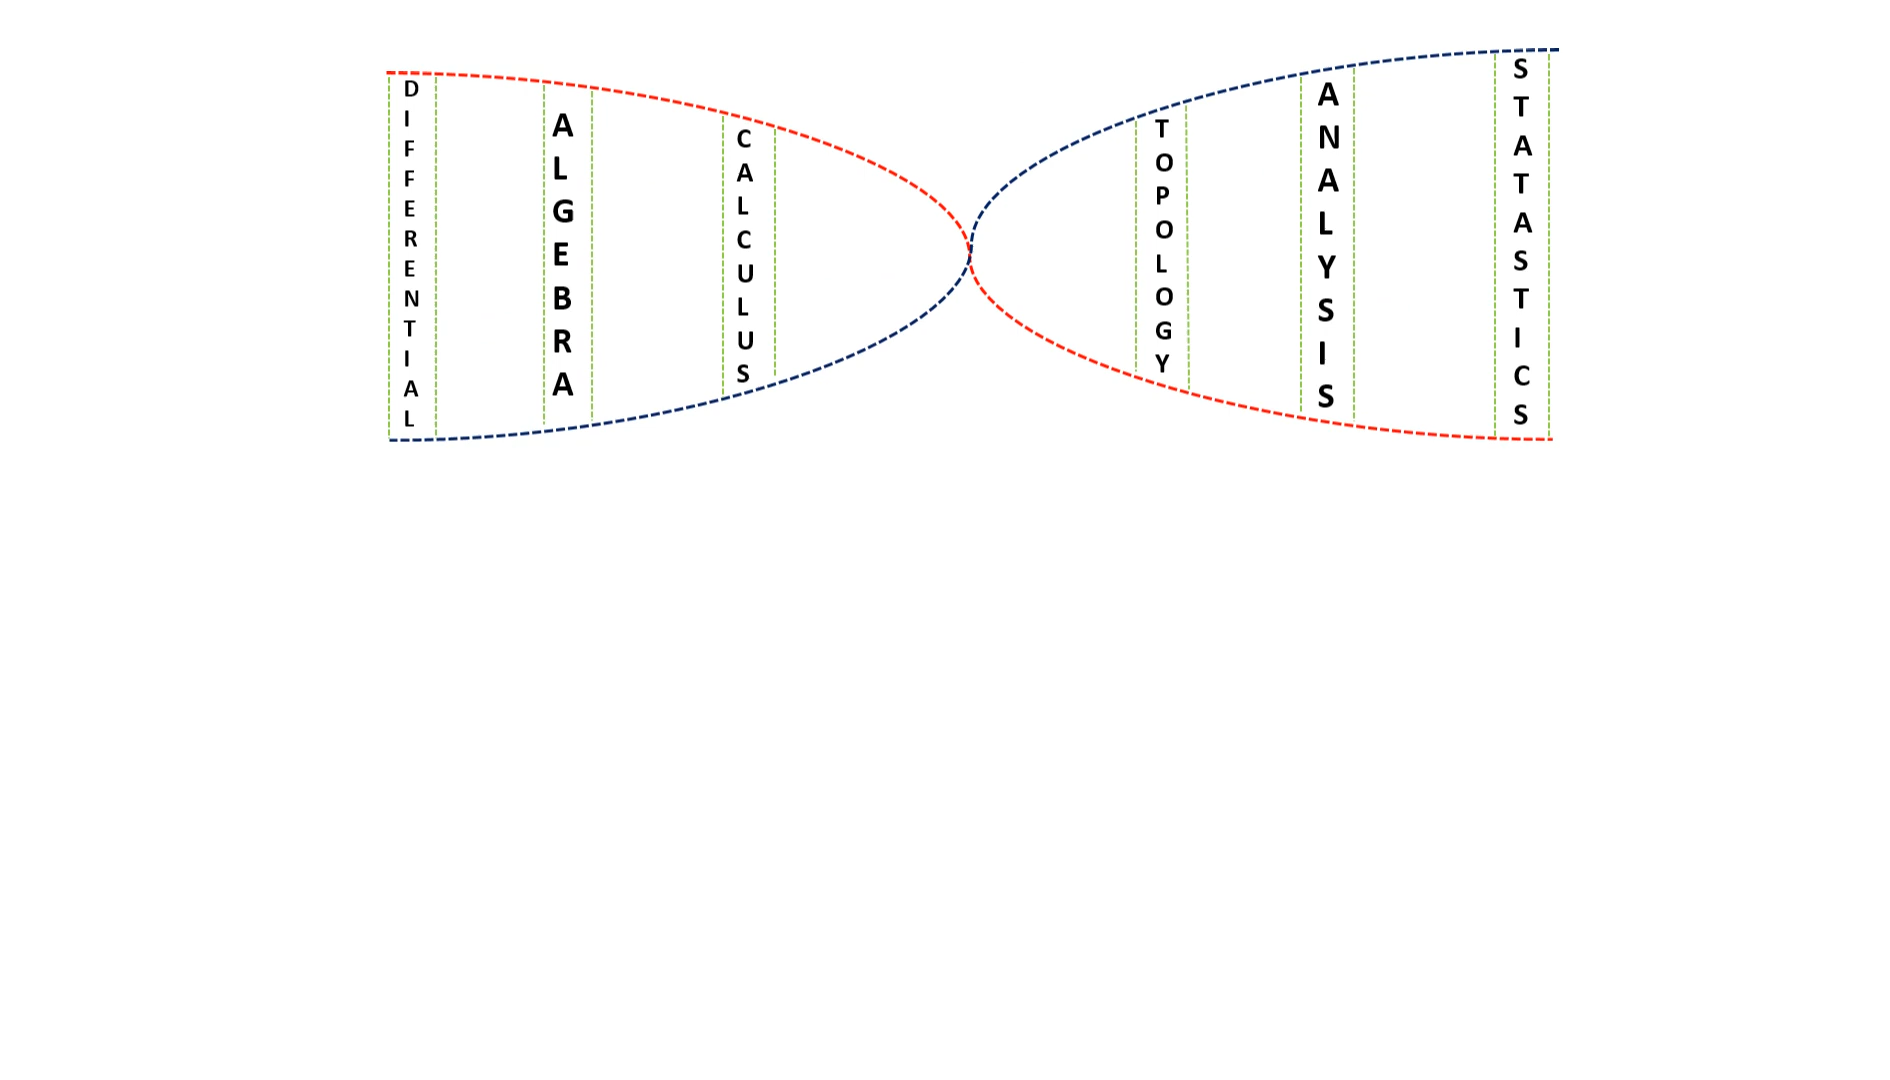 DIFFERENTIAL
ALGEBRA
CALCULUS
TOPOLOGY
ANALYSIS
STATASTICS